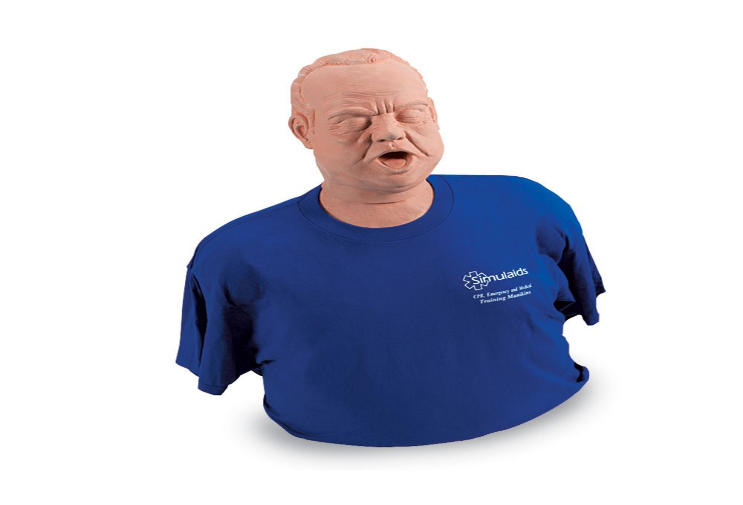 Simulaids
CPR, Emergency and Medical
Training Manikins